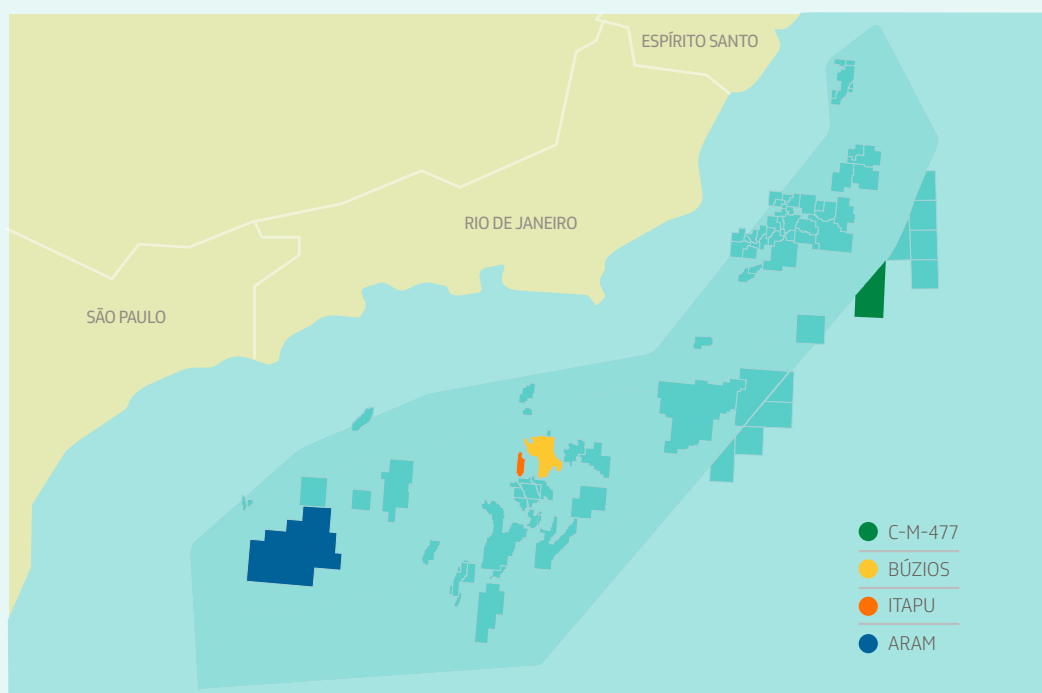 ESPÍRITO SANTO
RIO DE JANEIRO
SÃO PAULO
C-M-477
BÚZIOS
ITAPU
ARAM